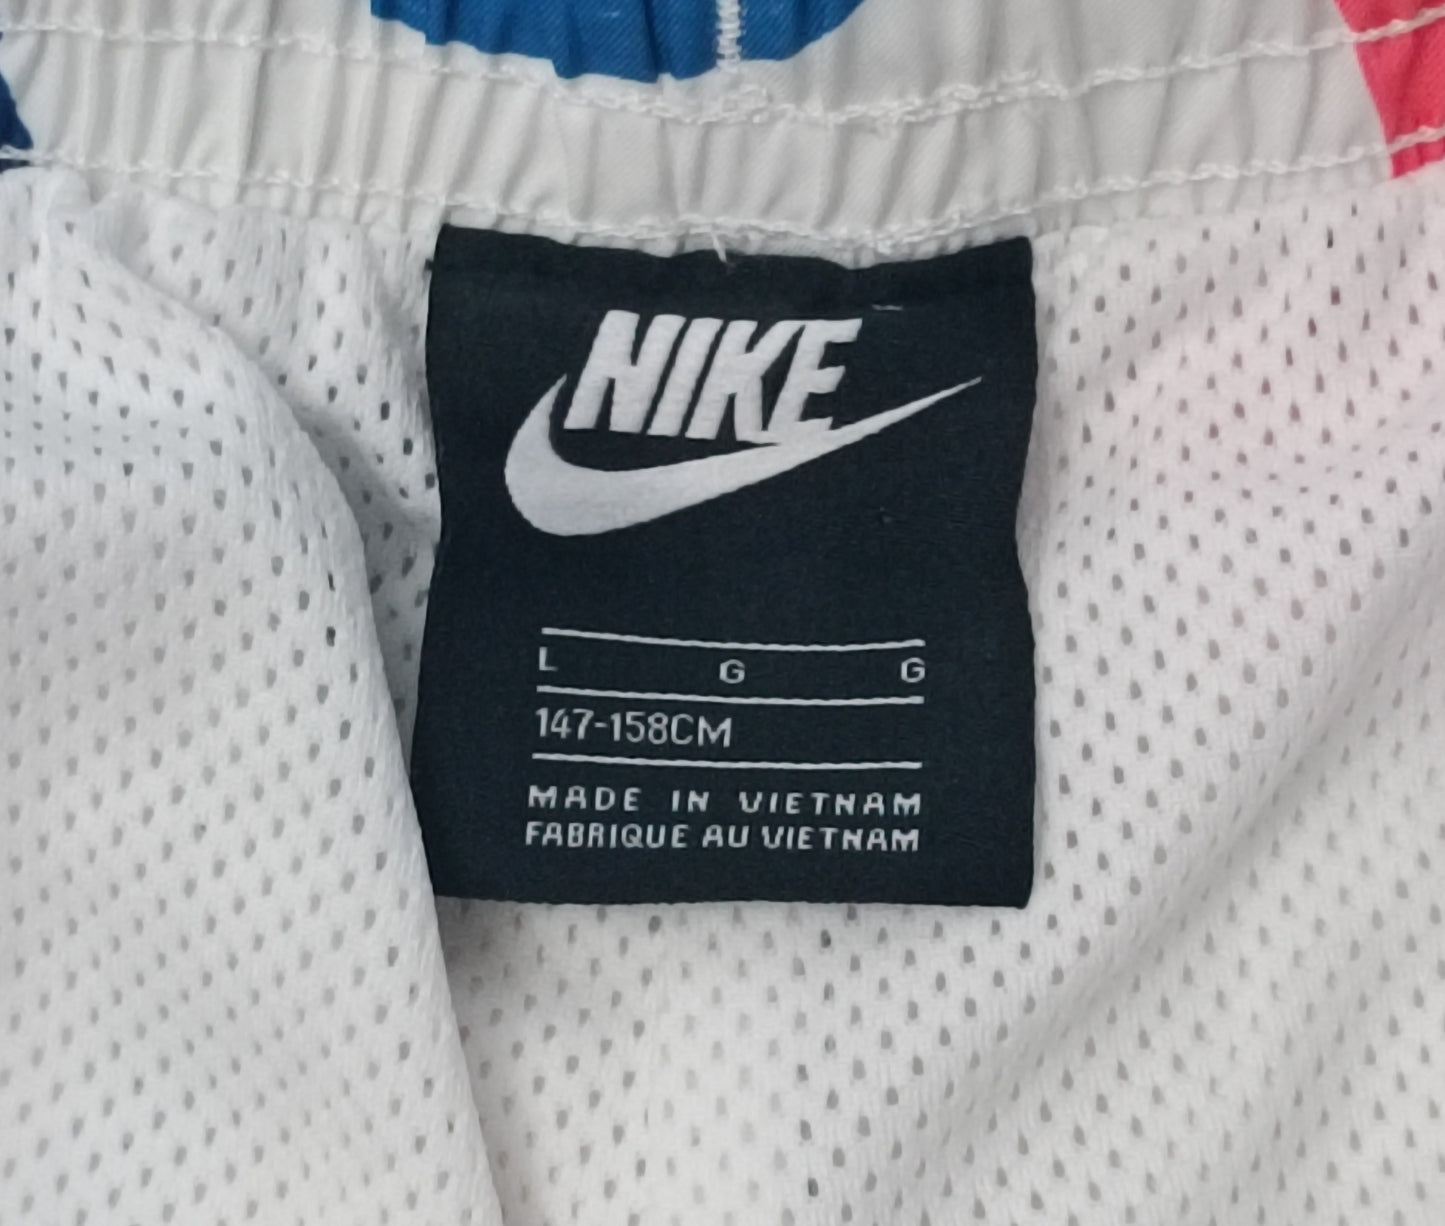 NIKE
L G G
147-158CM
MADE IN VIETNAM
FABRIQUE AU VIETNAM